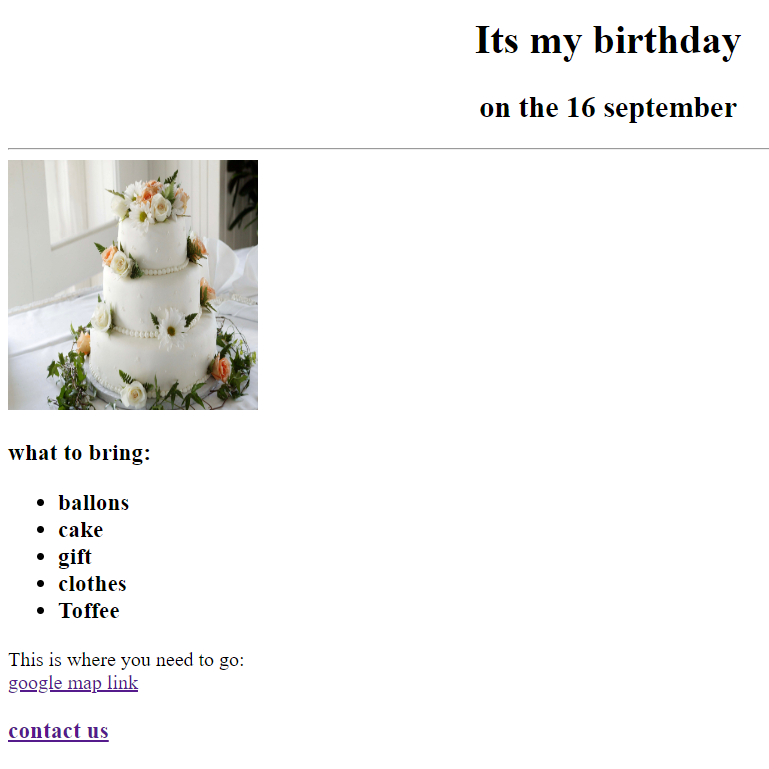 Its my birthday
on the 16 september
what to bring:
ballons
cake
gift
clothes
Toffee
This is where you need to go:
google map link
contact us